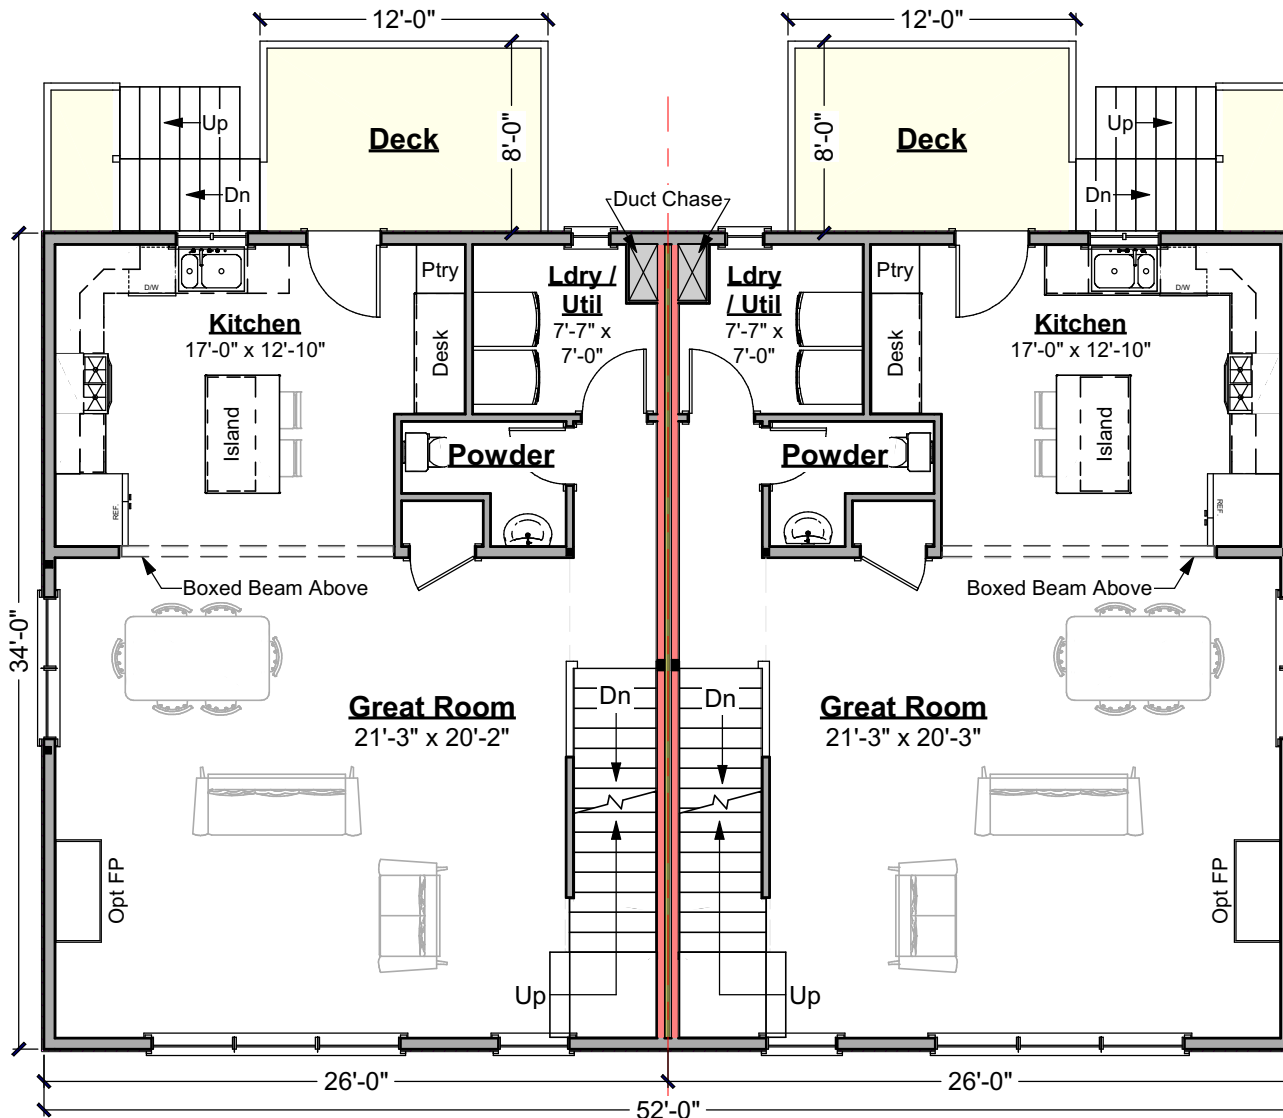 12'-0" 12'-0"
Deck Deck
8'-0" 8'-0"
Up Up
Dn Dn
Duct Chase
Ptry Ptry
Ldry / Util
7'-7" x
7'-0"
Ldry
/ Util
7'-7" x
7'-0"
D/W D/W
Kitchen
17'-0" x 12'-10"
Kitchen
17'-0" x 12'-10"
Desk Desk
Island Island
Powder Powder
REF. REF.
Boxed Beam Above Boxed Beam Above
34'-0"
Great Room
21'-3" x 20'-2"
Great Room
21'-3" x 20'-3"
Dn Dn
Opt FP Opt FP
Up Up
26'-0" 26'-0"
52'-0"